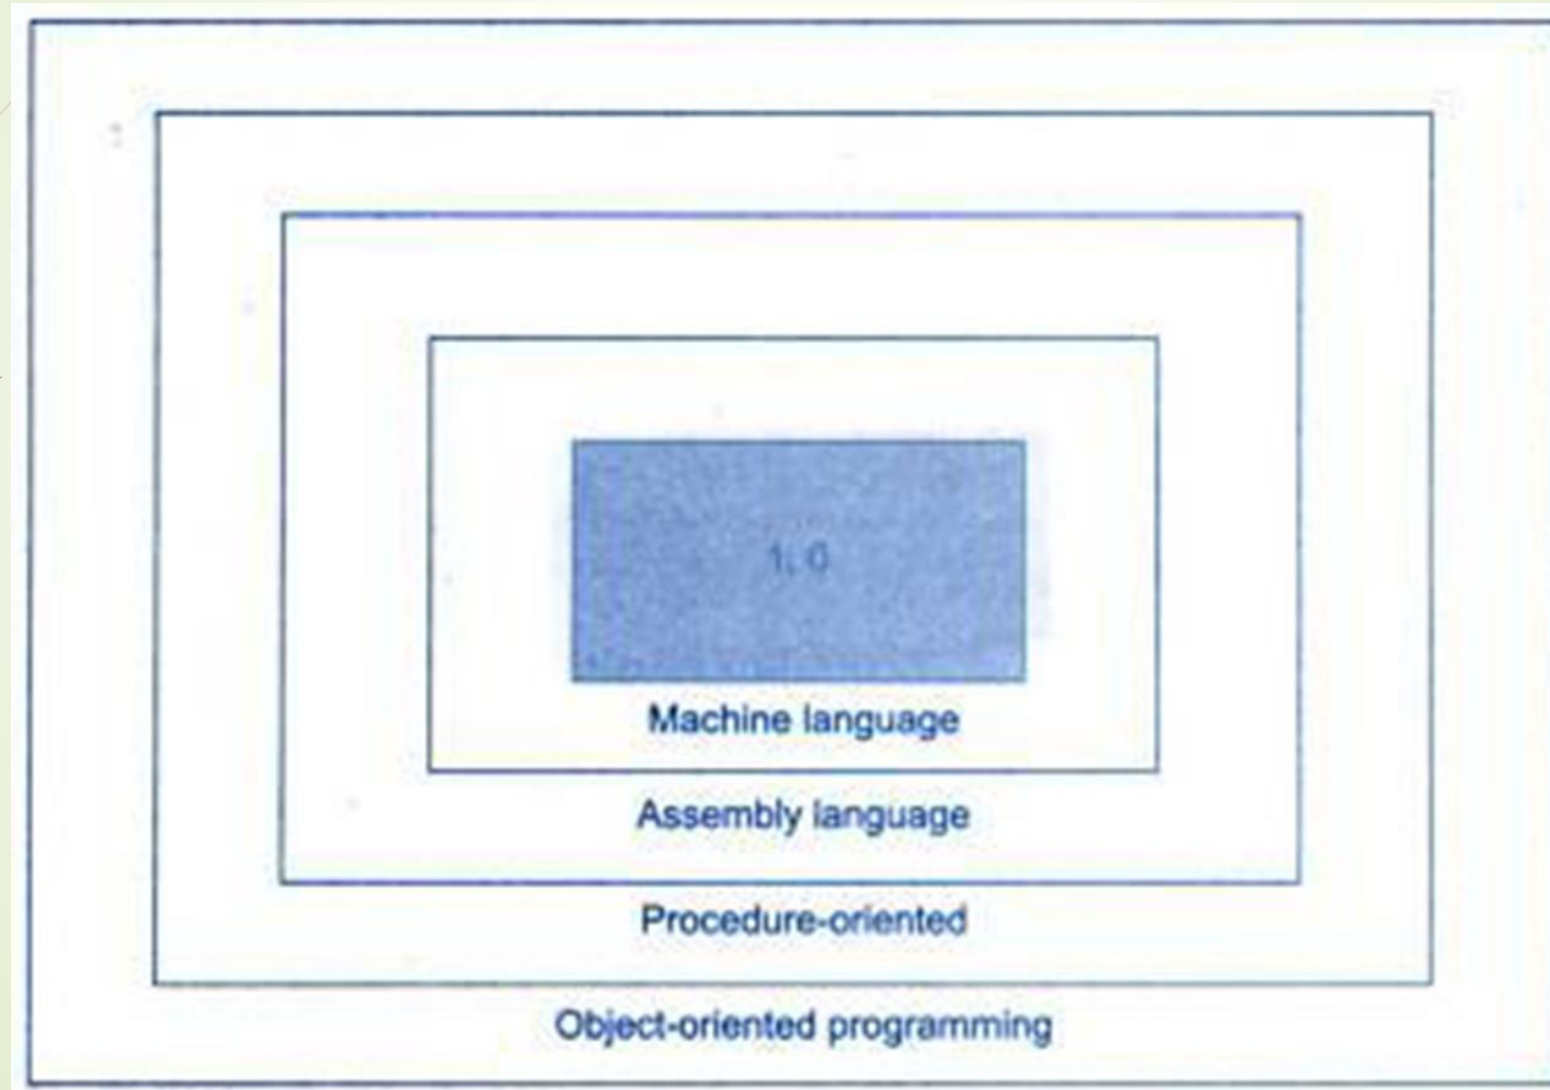 1, 0
Machine language
Assembly language
Procedure-oriented
Object-oriented programming